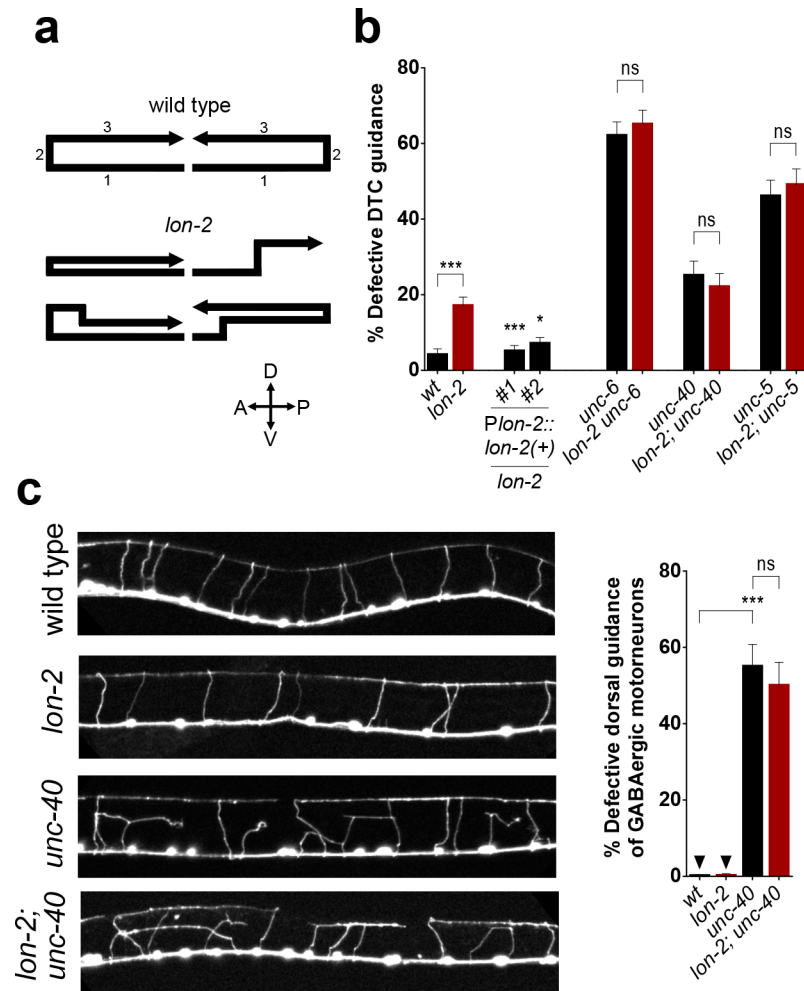 a
wild type
3
3
2
2
1
1
lon-2
D
A
P
V
b
% Defective DTC guidance
80
60
40
20
0
***
***
*
ns
ns
ns
wt
lon-2
#1
#2
Plon-2::
lon-2(+)
lon-2
unc-6
lon-2 unc-6
unc-40
lon-2; unc-40
unc-5
lon-2; unc-5
c
wild type
lon-2
unc-40
lon-2;
unc-40
% Defective dorsal guidance
of GABAergic motorneurons
80
60
40
20
0
ns
***
wt
lon-2
unc-40
lon-2; unc-40